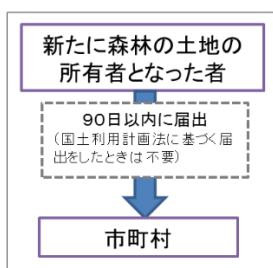 新たに森林の土地の
所有者となった者
90日以内に届出
(国土利用計画法に基づく届
出をしたときは不要)
市町村